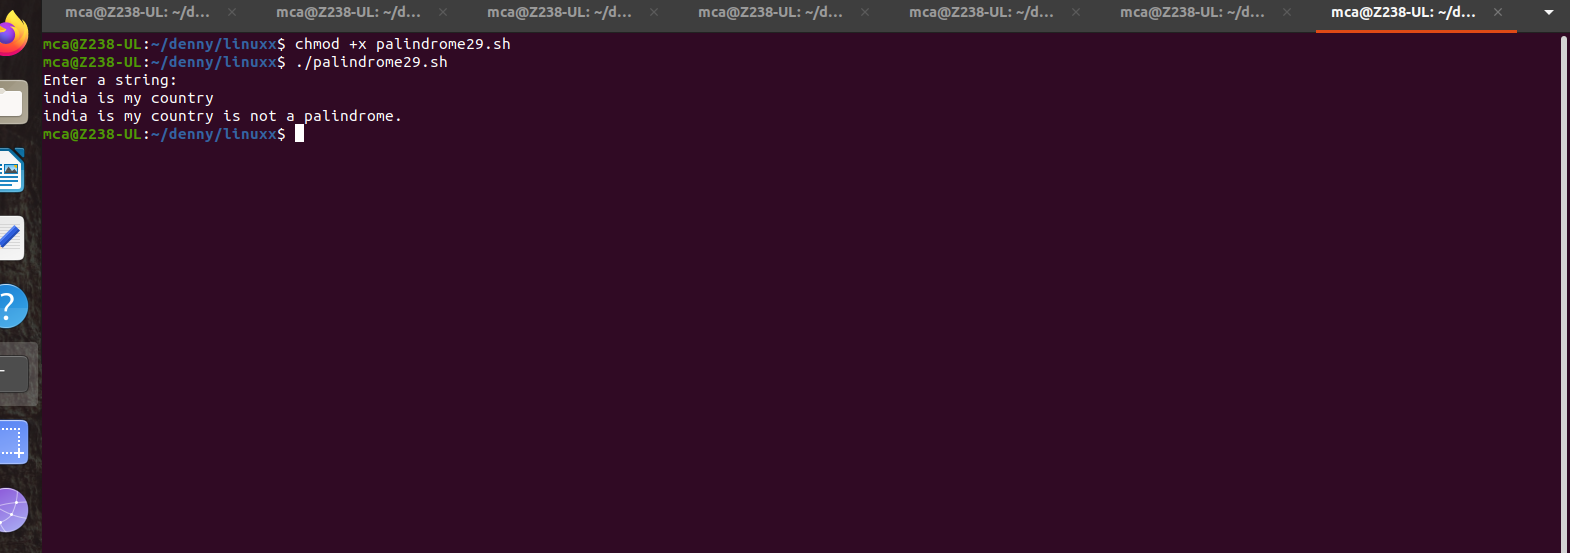 mca@Z238-UL: ~/d... × mca@Z238-UL: ~/d... × mca@Z238-UL: ~/d... × mca@Z238-UL: ~/d... × mca@Z238-UL: ~/d... × mca@Z238-UL: ~/d... × mca@Z238-UL: ~/d... ×
mca@Z238-UL:~/denny/linuxx$ chmod +x palindrome29.sh
mca@Z238-UL:~/denny/linuxx$ ./palindrome29.sh
Enter a string:
india is my country
india is my country is not a palindrome.
mca@Z238-UL:~/denny/linuxx$